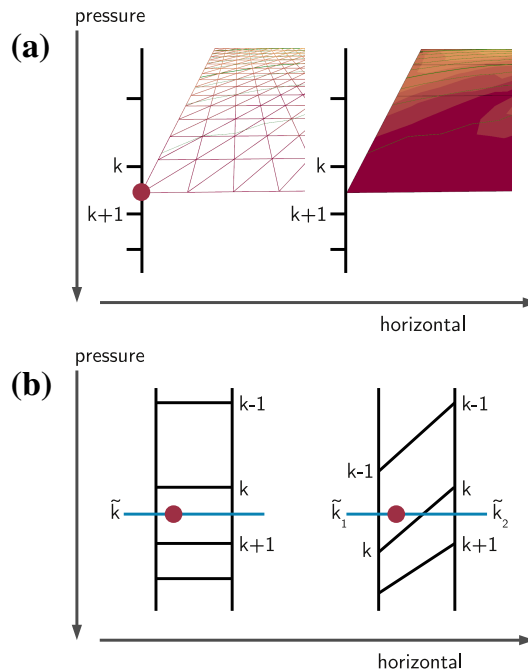 pressure
(a)
k k
k+1 k+1
horizontal
pressure
(b)
k-1 k-1
k-1
k k
k̃ k̃₁ k̃₂
k+1 k k+1
horizontal